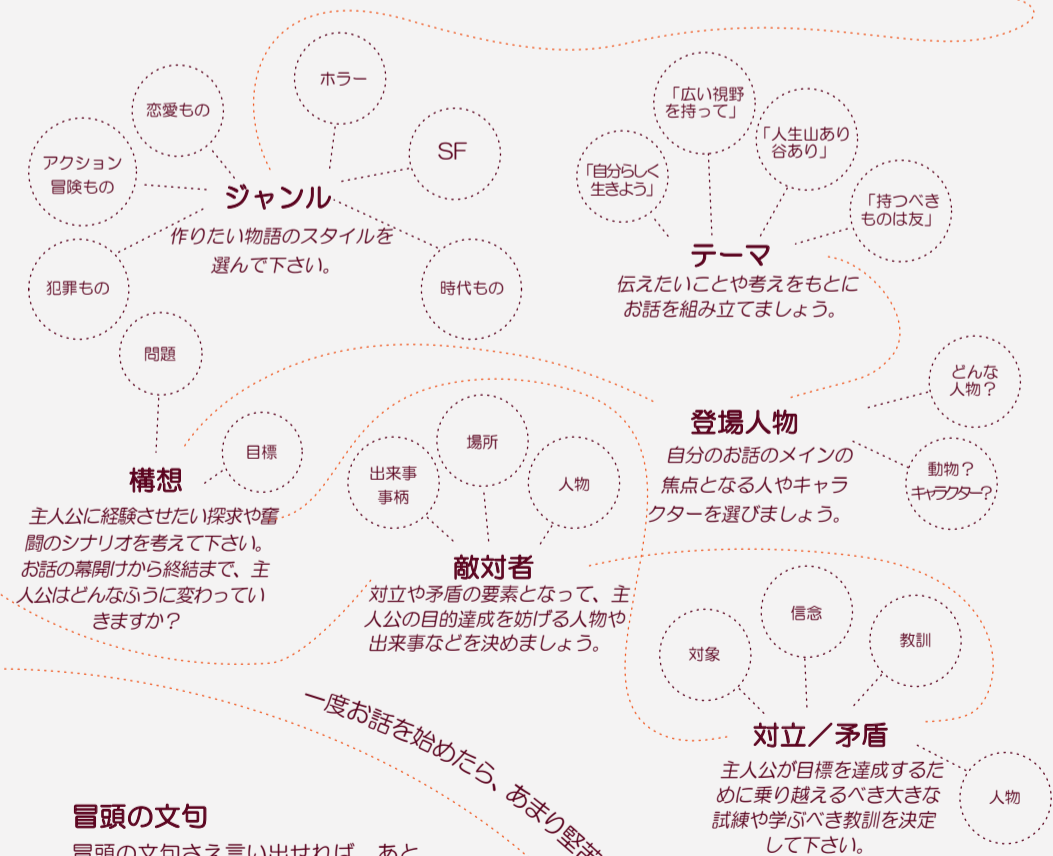 ホラー
恋愛もの
SF
アクション
冒険もの
ジャンル
作りたい物語のスタイルを
選んで下さい。
犯罪もの
時代もの
「広い視野
を持って」
「人生山あり
谷あり」
「自分らしく
生きよう」
「持つべき
ものは友」
テーマ
伝えたいことや考えをもとに
お話を組み立てましょう。
問題
目標
構想
主人公に経験させたい探求や奮
闘のシナリオを考えて下さい。
お話の幕開けから終結まで、主
人公はどんなふうに変わってい
きますか？
どんな
人物？
登場人物
自分のお話のメインの
焦点となる人やキャラ
クターを選びましょう。
動物？
キャラクター？
場所
出来事
事柄
人物
敵対者
対立や矛盾の要素となって、主
人公の目的達成を妨げる人物や
出来事などを決めましょう。
信念
対象
教訓
対立／矛盾
主人公が目標を達成するた
めに乗り越えるべき大きな
試練や学ぶべき教訓を決定
して下さい。
人物
一度お話を始めたら、あまり堅苦
冒頭の文句
冒頭の文句さえ言い出せれば、あと